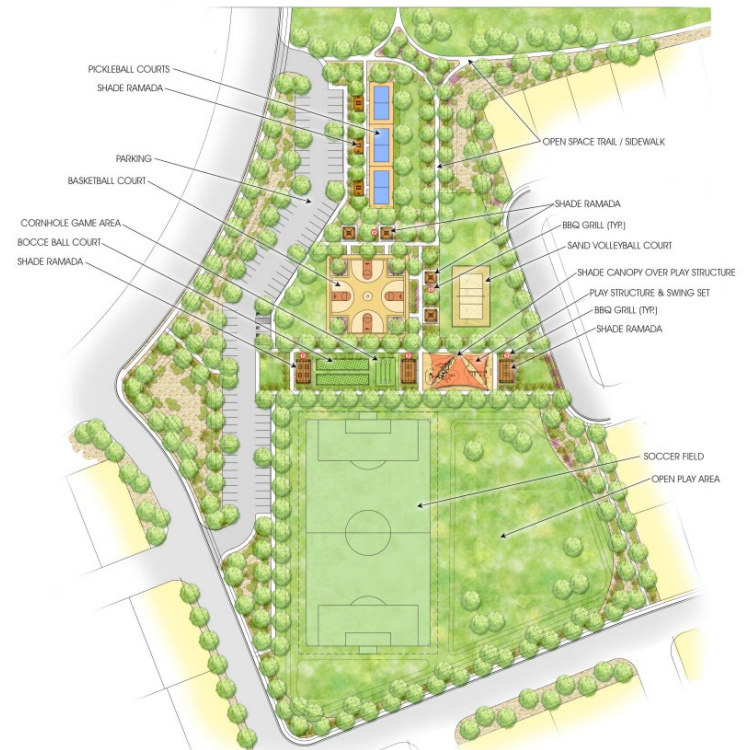 PICKLEBALL COURTS
SHADE RAMADA
PARKING
BASKETBALL COURT
CORNHOLE GAME AREA
BOCCE BALL COURT
SHADE RAMADA
OPEN SPACE TRAIL / SIDEWALK
SHADE RAMADA
BBQ GRILL (TYP.)
SAND VOLLEYBALL COURT
SHADE CANOPY OVER PLAY STRUCTURE
PLAY STRUCTURE & SWING SET
BBQ GRILL (TYP.)
SHADE RAMADA
SOCCER FIELD
OPEN PLAY AREA